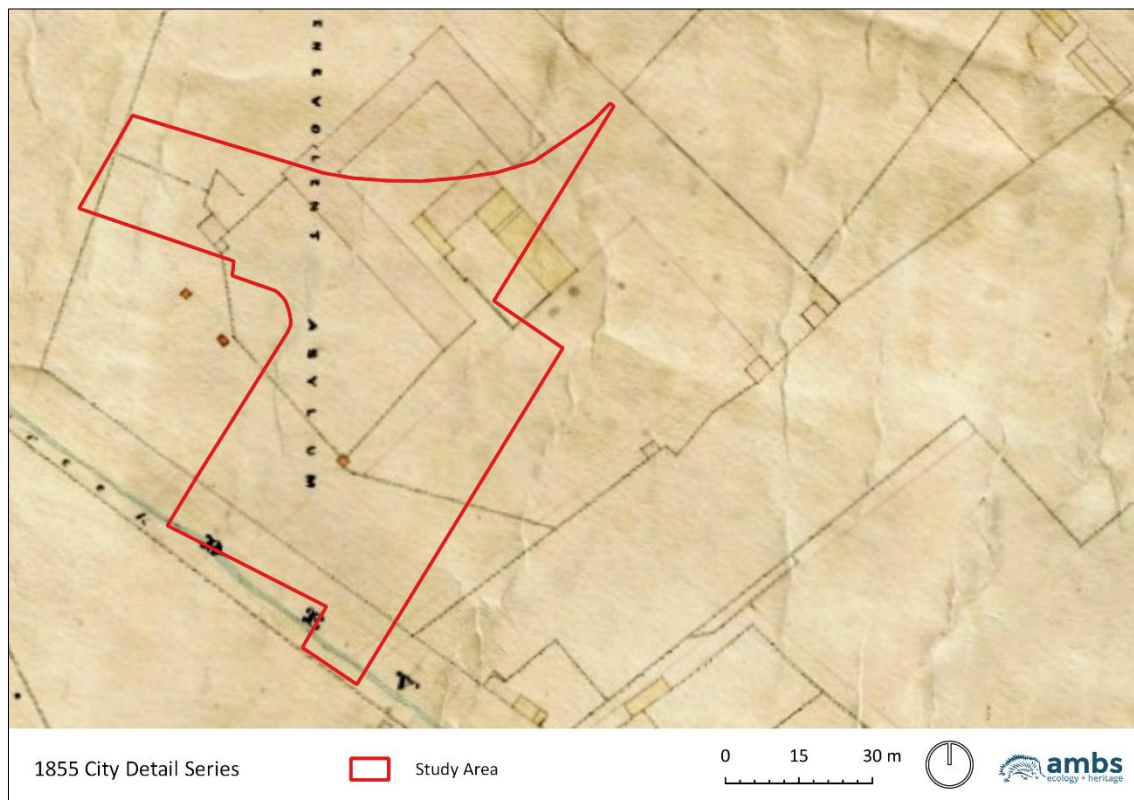 ENEVOLENT
ASYLUM
1855 City Detail Series
Study Area
0 15 30 m
ambs
ecology + heritage